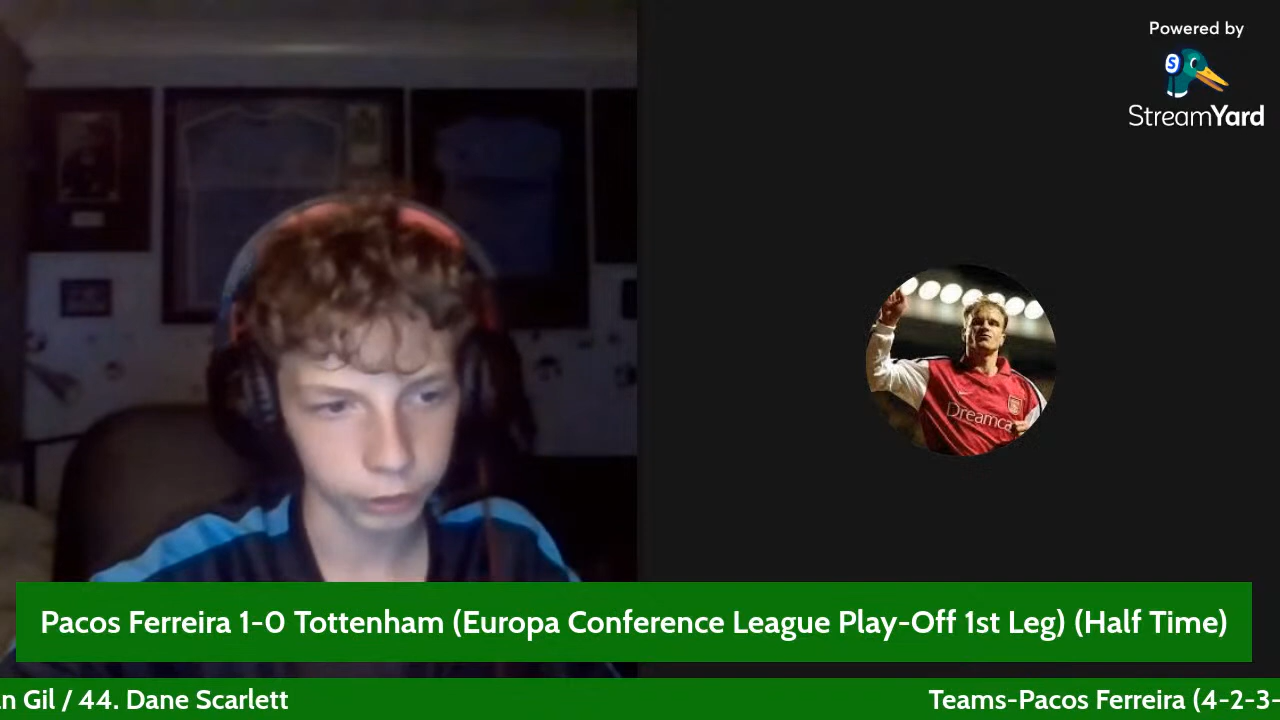 Powered by
StreamYard
Dreamca
Pacos Ferreira 1-0 Tottenham (Europa Conference League Play-Off 1st Leg) (Half Time)
n Gil / 44. Dane Scarlett
Teams-Pacos Ferreira (4-2-3-